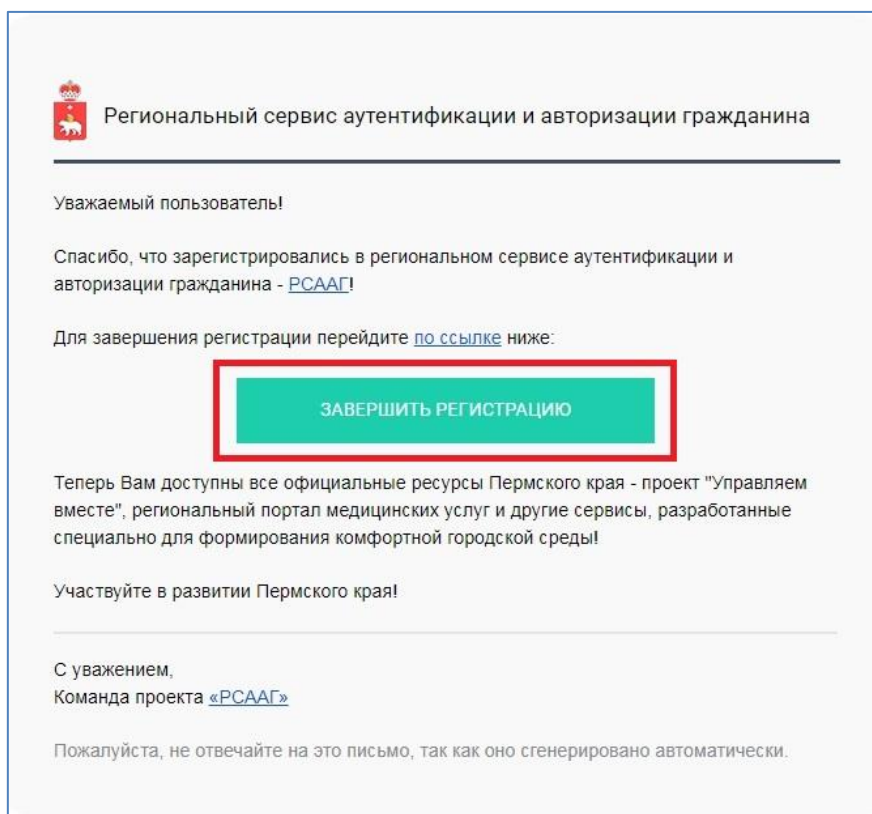 Региональный сервис аутентификации и авторизации гражданина
Уважаемый пользователь!
Спасибо, что зарегистрировались в региональном сервисе аутентификации и
авторизации гражданина - РСААГ!
Для завершения регистрации перейдите по ссылке ниже:
ЗАВЕРШИТЬ РЕГИСТРАЦИЮ
Теперь Вам доступны все официальные ресурсы Пермского края - проект "Управляем
вместе", региональный портал медицинских услуг и другие сервисы, разработанные
специально для формирования комфортной городской среды!
Участвуйте в развитии Пермского края!
С уважением,
Команда проекта «РСААГ»
Пожалуйста, не отвечайте на это письмо, так как оно сгенерировано автоматически.